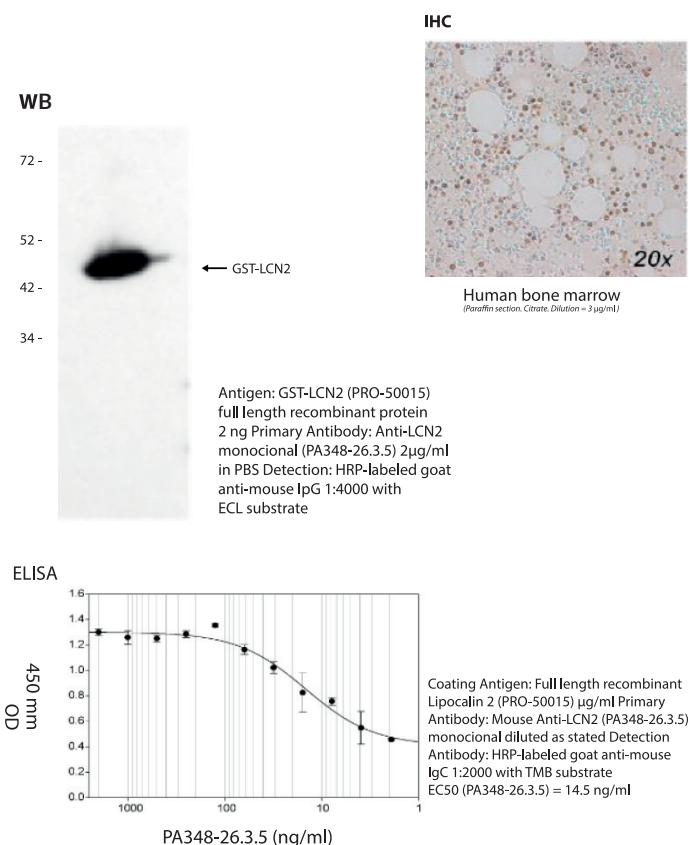 IHC
20x
Human bone marrow
(Paraffin section, Citrate, Dilution = 3 µg/ml)
WB
72 -
52 -
42 -
34 -
GST-LCN2
Antigen: GST-LCN2 (PRO-50015)
full length recombinant protein
2 ng Primary Antibody: Anti-LCN2
monocional (PA348-26.3.5) 2µg/ml
in PBS Detection: HRP-labeled goat
anti-mouse IpG 1:4000 with
ECL substrate
ELISA
450 mm
OD
1.6
1.4
1.2
1.0
0.8
0.6
0.4
0.2
0.0
1000
100
10
1
PA348-26.3.5 (ng/ml)
Coating Antigen: Full length recombinant
Lipocalin 2 (PRO-50015) µg/ml Primary
Antibody: Mouse Anti-LCN2 (PA348-26.3.5)
monocional diluted as stated Detection
Antibody: HRP-labeled goat anti-mouse
IgC 1:2000 with TMB substrate
EC50 (PA348-26.3.5) = 14.5 ng/ml